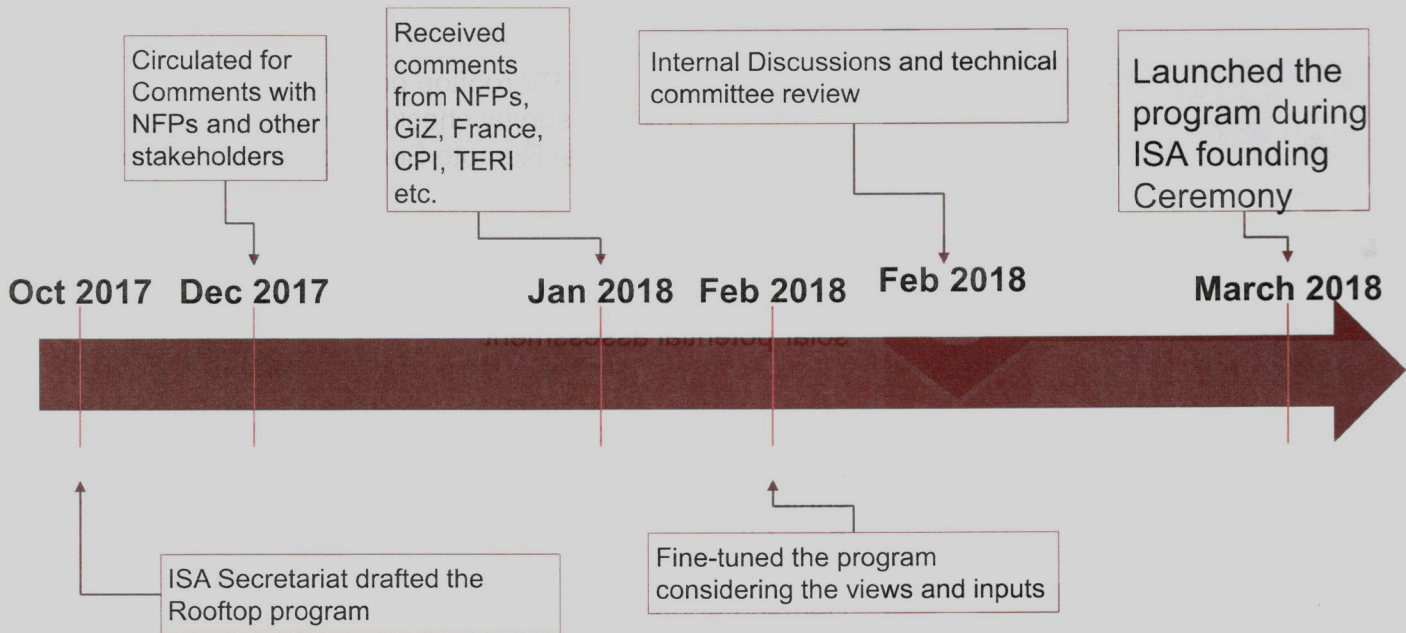 Circulated for
Comments with
NFPs and other
stakeholders
Received
comments
from NFPs,
GiZ, France,
CPI, TERI
etc.
Internal Discussions and technical
committee review
Launched the
program during
ISA founding
Ceremony
Oct 2017
Dec 2017
Jan 2018
Feb 2018
Feb 2018
March 2018
solar potential assessment
ISA Secretariat drafted the
Rooftop program
Fine-tuned the program
considering the views and inputs